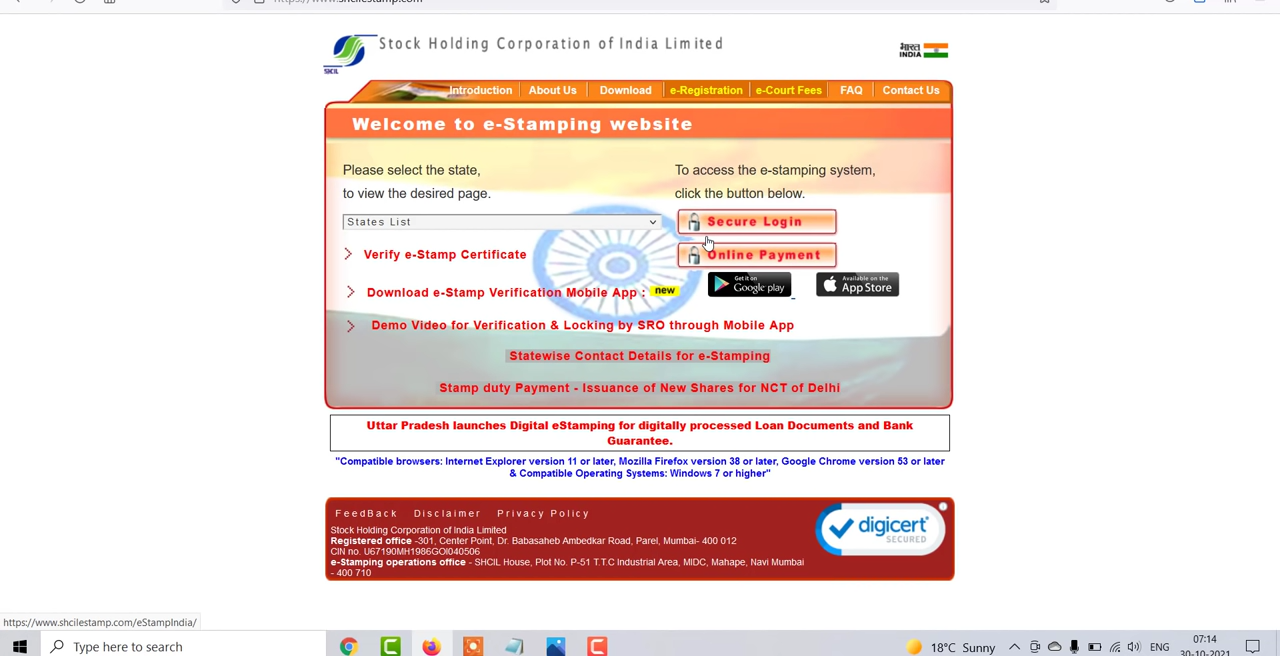 https://www.shcilestamp.com
Stock Holding Corporation of India Limited
SHCIL
भारत
INDIA
Introduction About Us Download e-Registration e-Court Fees FAQ Contact Us
Welcome to e-Stamping website
Please select the state,
to view the desired page.
To access the e-stamping system,
click the button below.
States List
Secure Login
Verify e-Stamp Certificate
Online Payment
Download e-Stamp Verification Mobile App : new
Get it on
Google play
Available on the
App Store
Demo Video for Verification & Locking by SRO through Mobile App
Statewise Contact Details for e-Stamping
Stamp duty Payment - Issuance of New Shares for NCT of Delhi
Uttar Pradesh launches Digital eStamping for digitally processed Loan Documents and Bank
Guarantee.
"Compatible browsers: Internet Explorer version 11 or later, Mozilla Firefox version 38 or later, Google Chrome version 53 or later
& Compatible Operating Systems: Windows 7 or higher"
FeedBack Disclaimer Privacy Policy
Stock Holding Corporation of India Limited
Registered office -301, Center Point, Dr. Babasaheb Ambedkar Road, Parel, Mumbai- 400 012
CIN no. U67190MH1986GOI040506
e-Stamping operations office - SHCIL House, Plot No. P-51 T.T.C Industrial Area, MIDC, Mahape, Navi Mumbai
- 400 710
digicert
SECURED
https://www.shcilestamp.com/eStampIndia/
Type here to search
18°C Sunny
ENG
07:14
30-10-2021